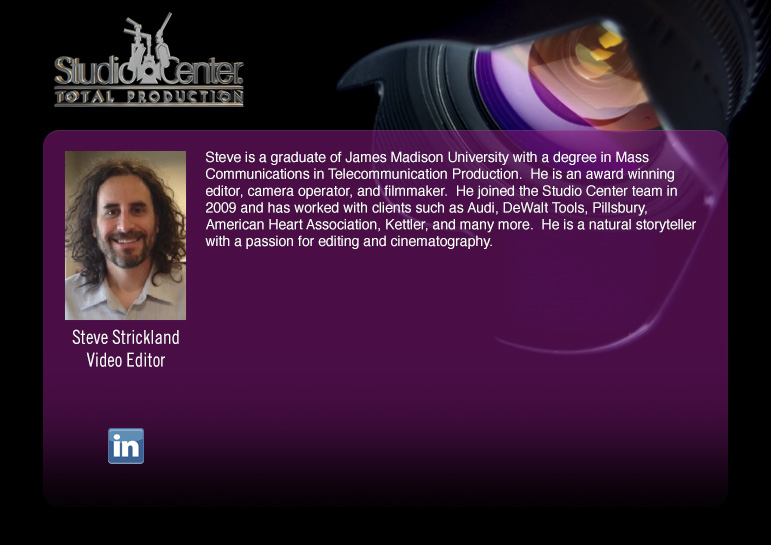 Studio Center
TOTAL PRODUCTION
Steve is a graduate of James Madison University with a degree in Mass
Communications in Telecommunication Production.  He is an award winning
editor, camera operator, and filmmaker.  He joined the Studio Center team in
2009 and has worked with clients such as Audi, DeWalt Tools, Pillsbury,
American Heart Association, Kettler, and many more.  He is a natural storyteller
with a passion for editing and cinematography.
Steve Strickland
Video Editor
in